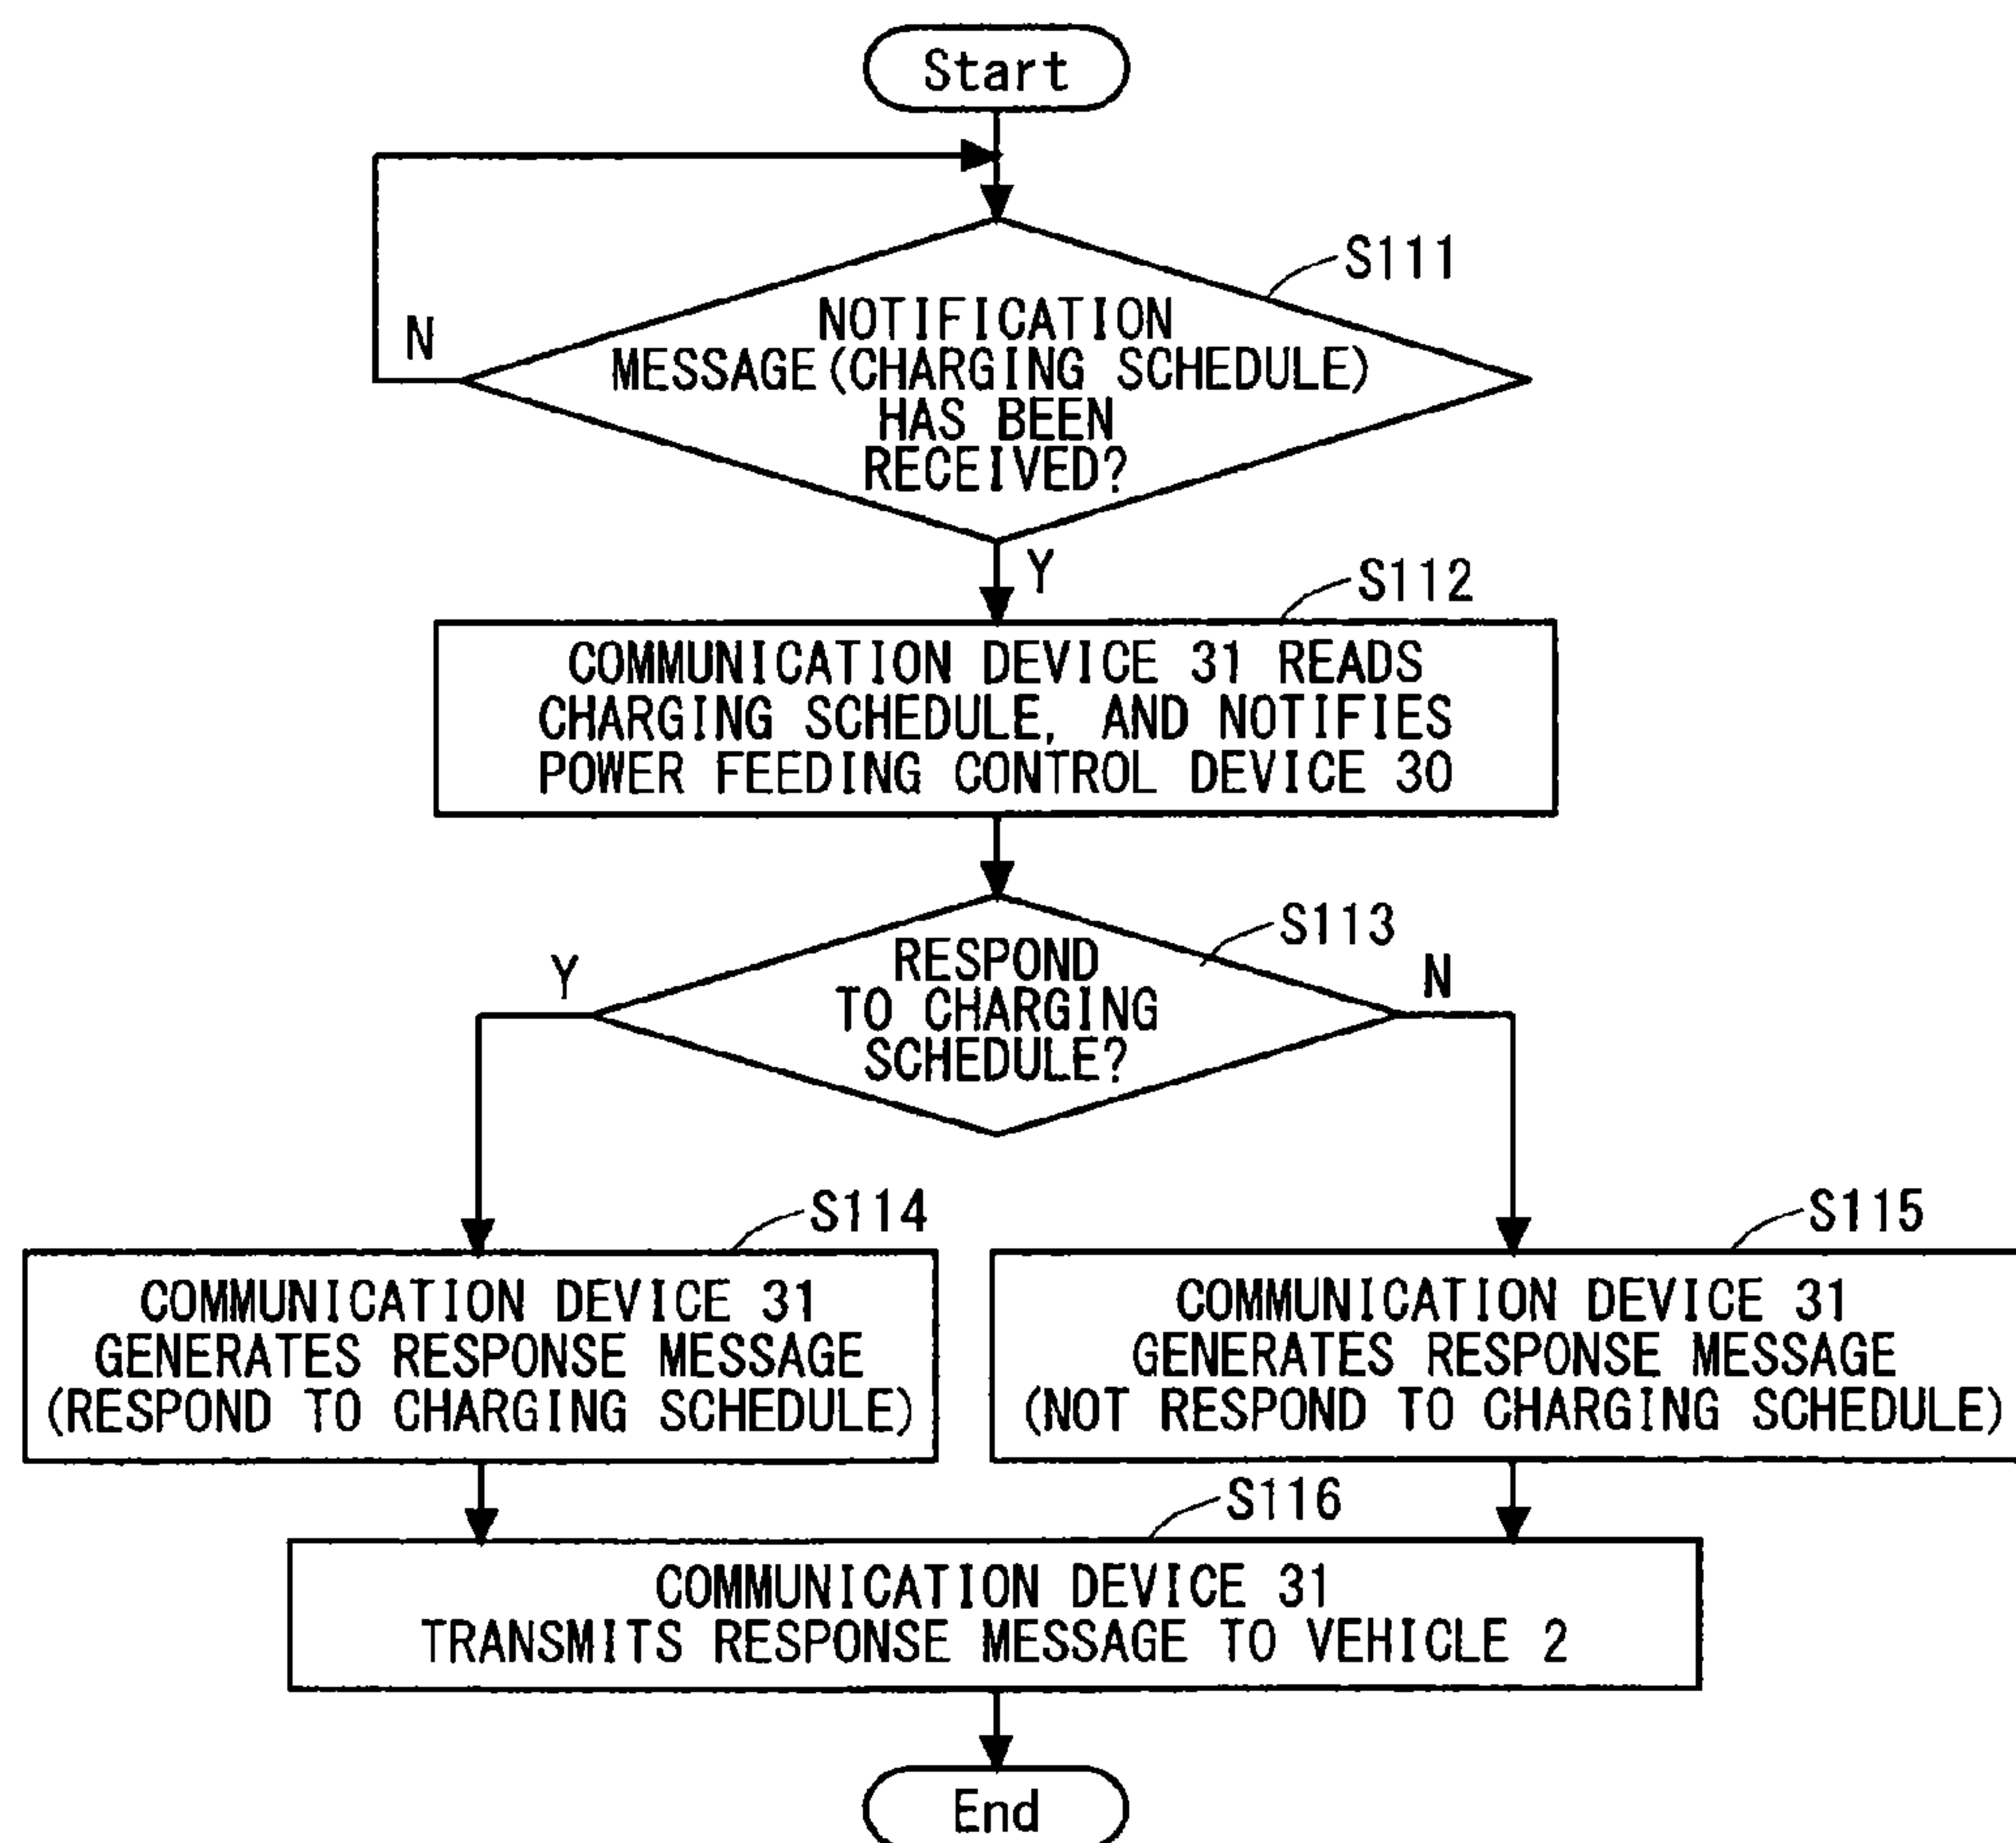 Start
S111
N
NOTIFICATION
MESSAGE(CHARGING SCHEDULE)
HAS BEEN
RECEIVED?
Y
S112
COMMUNICATION DEVICE 31 READS
CHARGING SCHEDULE, AND NOTIFIES
POWER FEEDING CONTROL DEVICE 30
S113
Y
RESPOND
TO CHARGING
SCHEDULE?
N
S114
COMMUNICATION DEVICE 31
GENERATES RESPONSE MESSAGE
(RESPOND TO CHARGING SCHEDULE)
S115
COMMUNICATION DEVICE 31
GENERATES RESPONSE MESSAGE
(NOT RESPOND TO CHARGING SCHEDULE)
S116
COMMUNICATION DEVICE 31
TRANSMITS RESPONSE MESSAGE TO VEHICLE 2
End